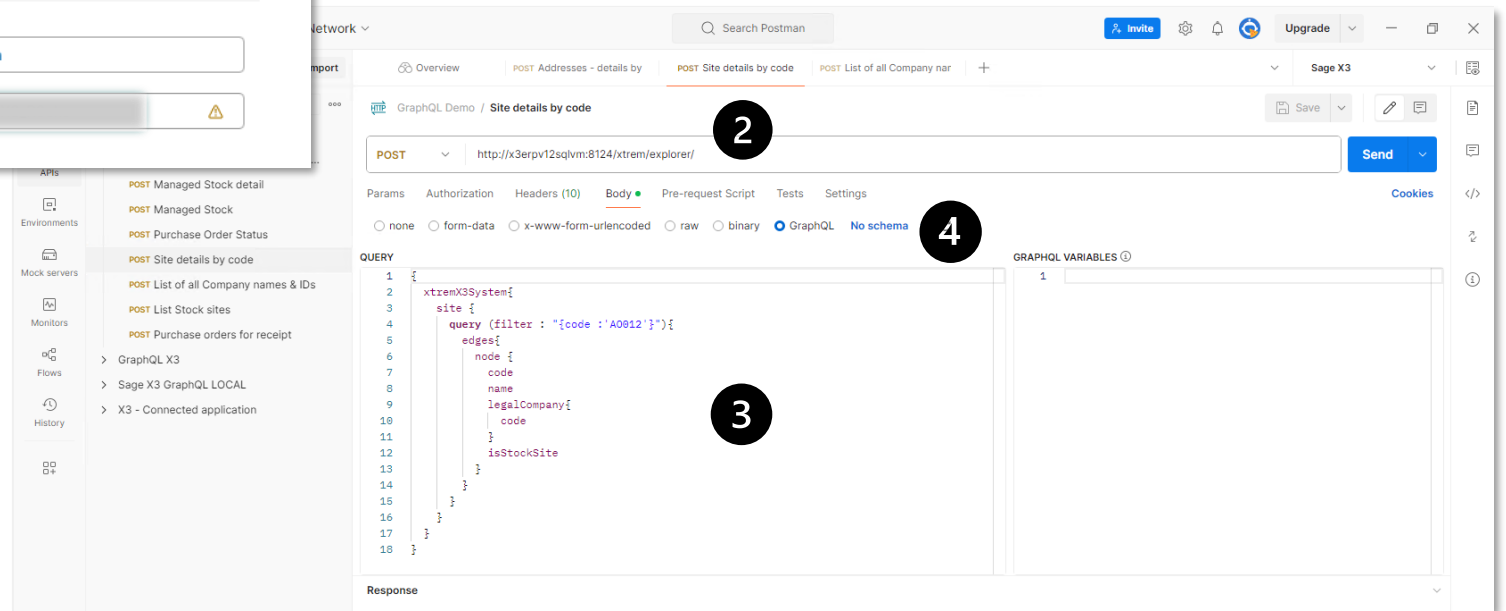 Network
Search Postman
Invite
Upgrade
mport
Overview
POST Addresses - details by
POST Site details by code
POST List of all Company nar
Sage X3
HTTP GraphQL Demo / Site details by code
Save
2
POST
http://x3erpv12sqlvm:8124/xtrem/explorer/
Send
Params Authorization Headers (10) Body Pre-request Script Tests Settings
Cookies
none form-data x-www-form-urlencoded raw binary GraphQL No schema
4
APIs
Environments
Mock servers
Monitors
Flows
History
POST Managed Stock detail
POST Managed Stock
POST Purchase Order Status
POST Site details by code
POST List of all Company names & IDs
POST List Stock sites
POST Purchase orders for receipt
GraphQL X3
Sage X3 GraphQL LOCAL
X3 - Connected application
QUERY
1 {
2 xtremX3System{
3 site {
4 query (filter : "{code :'AO012'}"){
5 edges{
6 node {
7 code
8 name
9 legalCompany{
10 code
11 }
12 isStockSite
13 }
14 }
15 }
16 }
17 }
18 }
3
GRAPHQL VARIABLES
1
Response